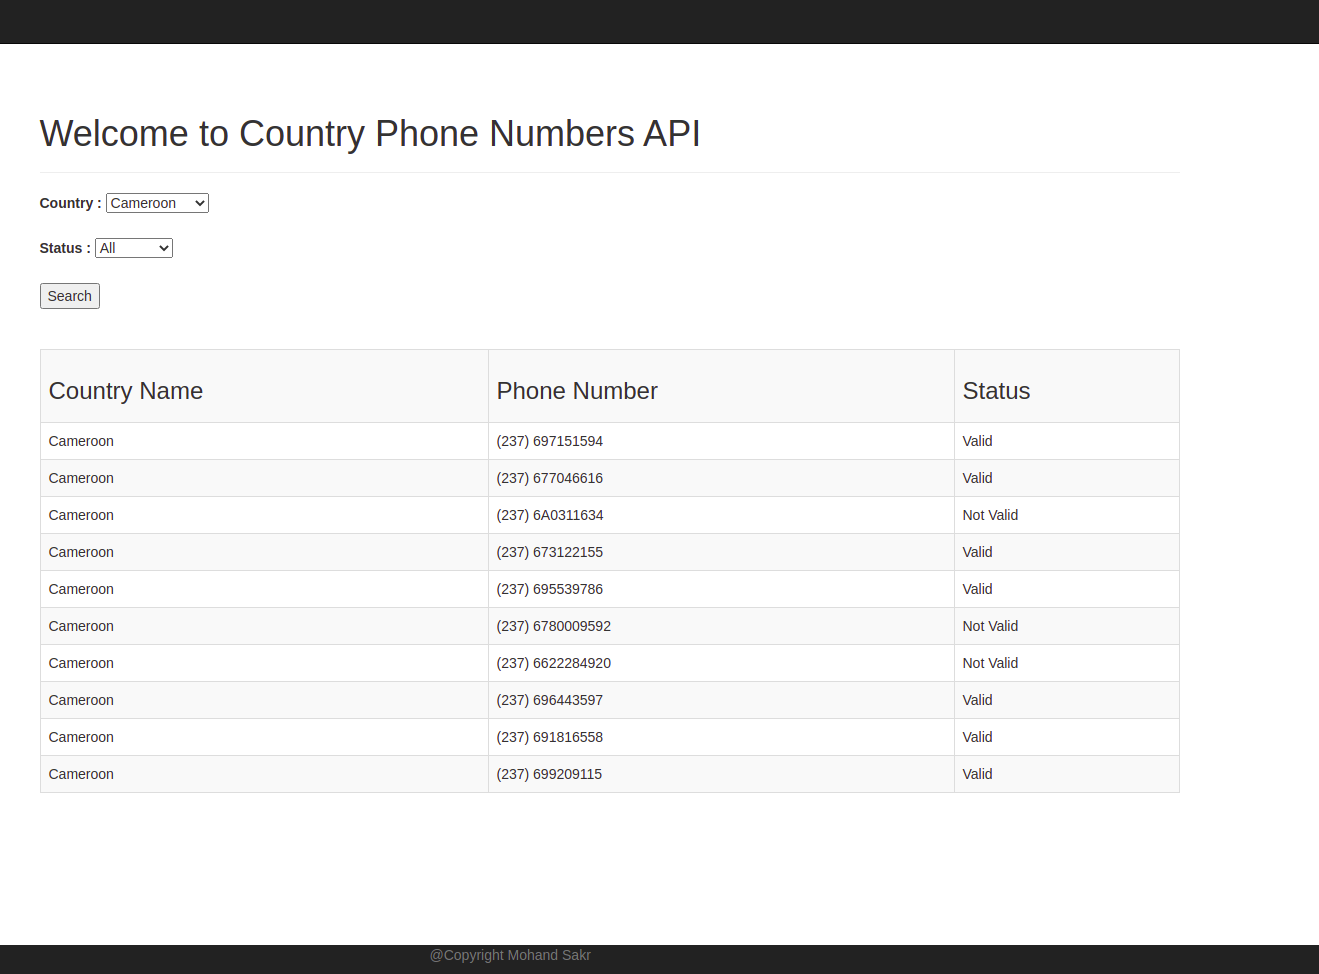 Welcome to Country Phone Numbers API
Country : Cameroon
Status : All
Search
Country Name Phone Number Status
Cameroon (237) 697151594 Valid
Cameroon (237) 677046616 Valid
Cameroon (237) 6A0311634 Not Valid
Cameroon (237) 673122155 Valid
Cameroon (237) 695539786 Valid
Cameroon (237) 6780009592 Not Valid
Cameroon (237) 6622284920 Not Valid
Cameroon (237) 696443597 Valid
Cameroon (237) 691816558 Valid
Cameroon (237) 699209115 Valid
@Copyright Mohand Sakr